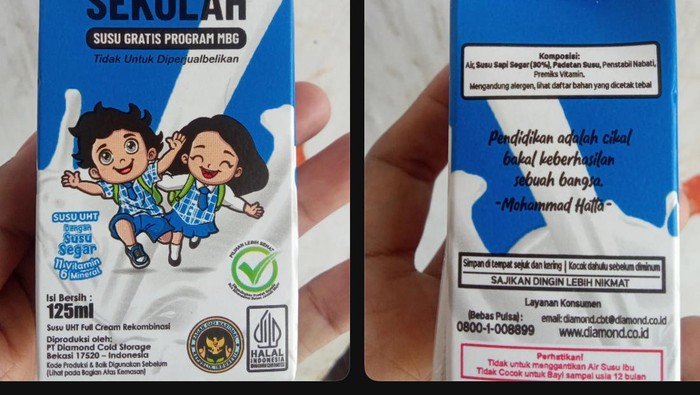 SEKOLAH
SUSU GRATIS PROGRAM MBG
Tidak Untuk Diperjualbelikan
SUSU UHT
Dengan
Susu
Segar
11 Vitamin
6 Mineral
PILIHAN LEBIH SEHAT
Isi Bersih :
125ml
Susu UHT Full Cream Rekombinasi
Diproduksi oleh:
PT Diamond Cold Storage
Bekasi 17520 – Indonesia
Kode Produksi & Baik Digunakan Sebelum
(Lihat pada Bagian Atas Kemasan)
HALAL
INDONESIA
Komposisi:
Air, Susu Sapi Segar(30%), Padatan Susu, Penstabil Nabati,
Premiks Vitamin.
Mengandung alergen, lihat daftar bahan yang dicetak tebal
Pendidikan adalah cikal
bakal keberhasilan
sebuah bangsa.
-Mohammad Hatta-
Simpan di tempat sejuk dan kering | Kocok dahulu sebelum diminum
SAJIKAN DINGIN LEBIH NIKMAT
Layanan Konsumen
(Bebas Pulsa) : email: diamond.cbt@diamond.co.id
0800-1-008899 www.diamond.co.id
Perhatikan!
Tidak untuk menggantikan Air Susu Ibu
Tidak Cocok untuk Bayi sampai usia 12 bulan